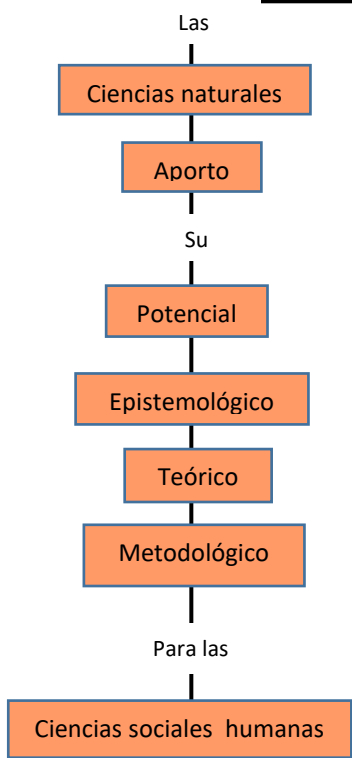 Las
Ciencias naturales
Aporto
Su
Potencial
Epistemológico
Teórico
Metodológico
Para las
Ciencias sociales humanas